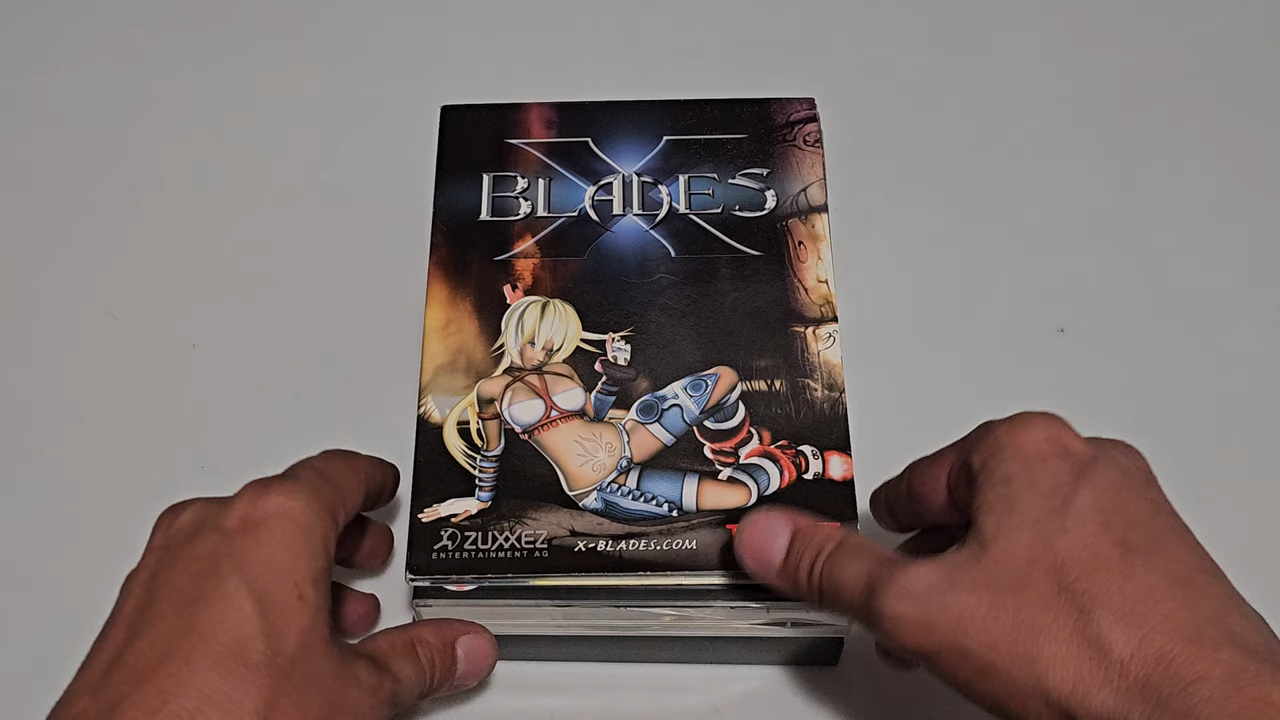 X
BLADES
ZUXXEZ
ENTERTAINMENT AG
X-BLADES.COM